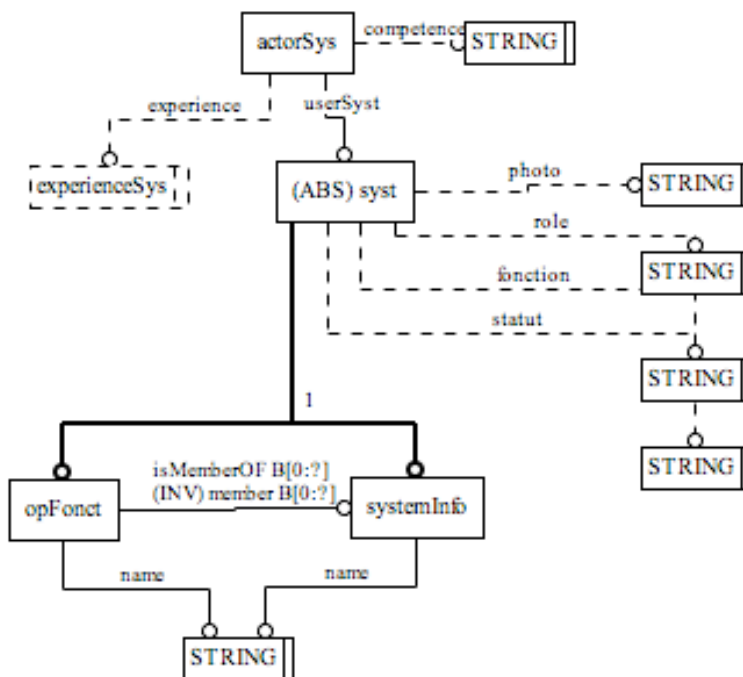 competence
actorSys
STRING
experience
userSyst
experienceSys
(ABS) syst
photo
STRING
role
fonction
STRING
statut
STRING
1
STRING
isMemberOF B[0:?]
(INV) member B[0:?]
opFonct
systemInfo
name
name
STRING